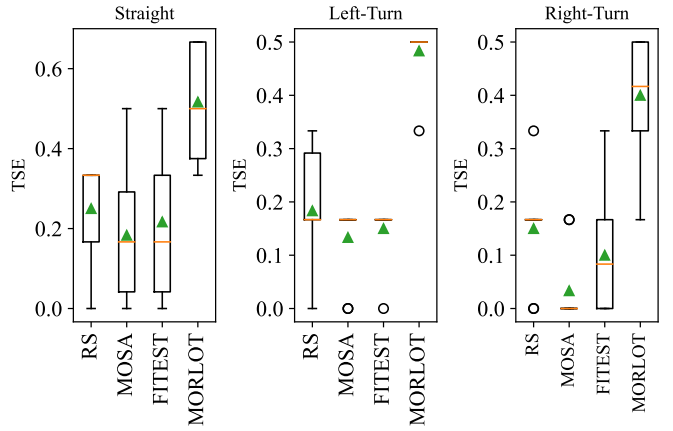 Straight
Left-Turn
Right-Turn
TSE
0.6
0.4
0.2
0.0
RS
MOSA
FITEST
MORLOT
TSE
0.5
0.4
0.3
0.2
0.1
0.0
RS
MOSA
FITEST
MORLOT
TSE
0.5
0.4
0.3
0.2
0.1
0.0
RS
MOSA
FITEST
MORLOT